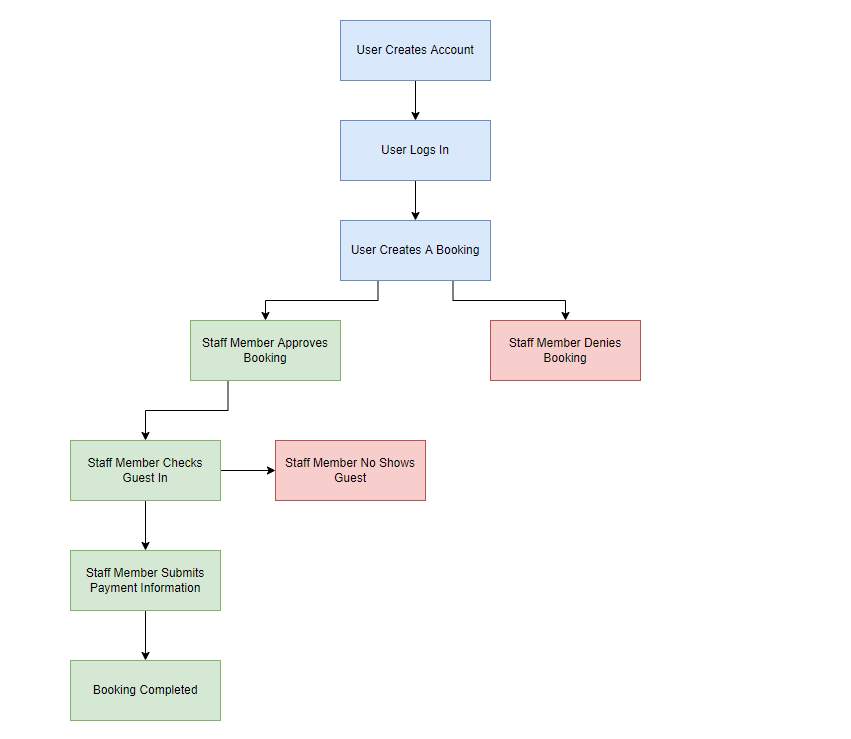 User Creates Account
User Logs In
User Creates A Booking
Staff Member Approves
Booking
Staff Member Denies
Booking
Staff Member Checks
Guest In
Staff Member No Shows
Guest
Staff Member Submits
Payment Information
Booking Completed